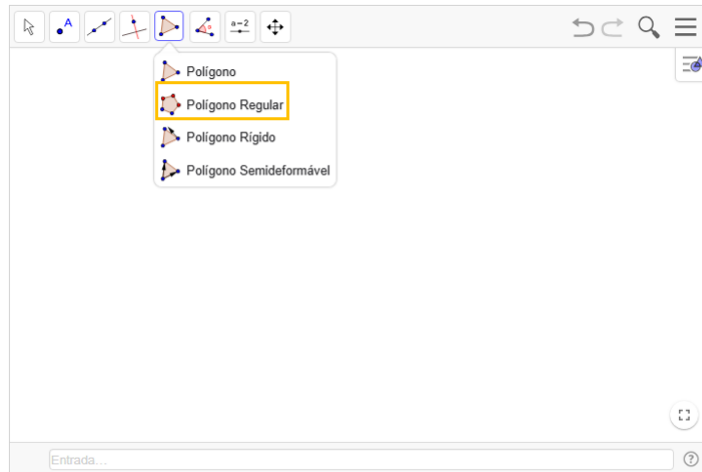 A
a=2
Polígono
Polígono Regular
Polígono Rígido
Polígono Semideformável
Entrada...
?